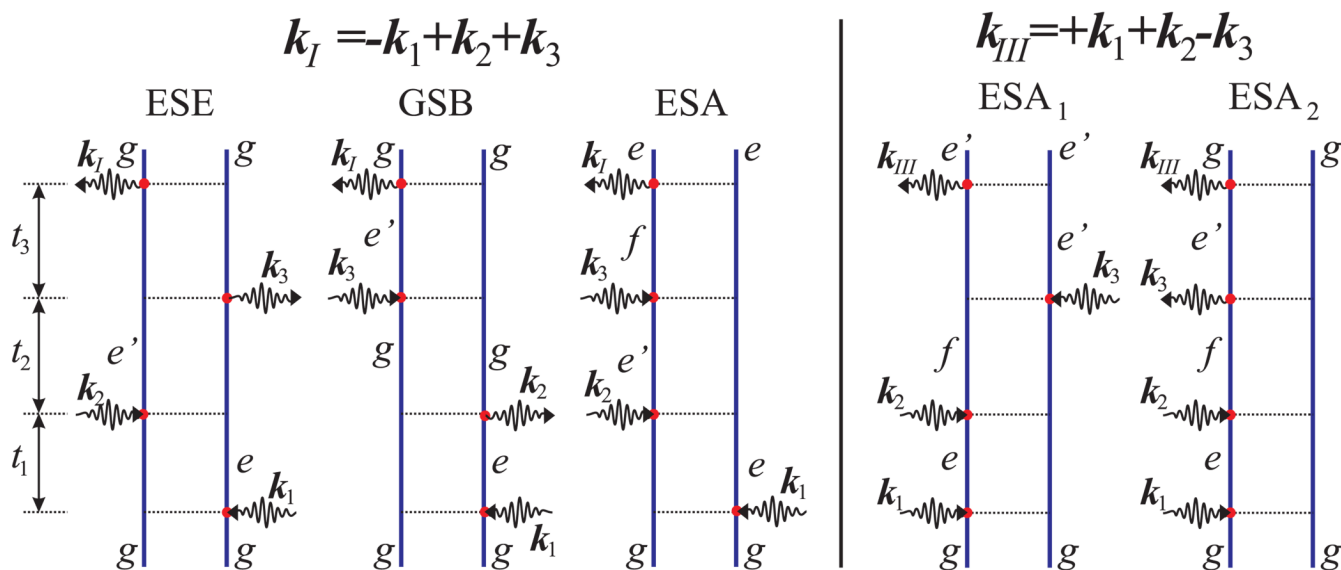 k_I =-k_1+k_2+k_3
k_III=+k_1+k_2-k_3
ESE
GSB
ESA
ESA_1
ESA_2
k_I g g k_I g g k_I e e k_III e' e' k_III g g
t_3 e' f e' e'
k_3 k_3 k_3 k_3 k_3
t_2 e' g g e' f f
k_2 k_2 k_2 k_2 k_2
t_1 e e e e e
k_1 k_1 k_1 k_1 k_1
g g g g g g g g g g